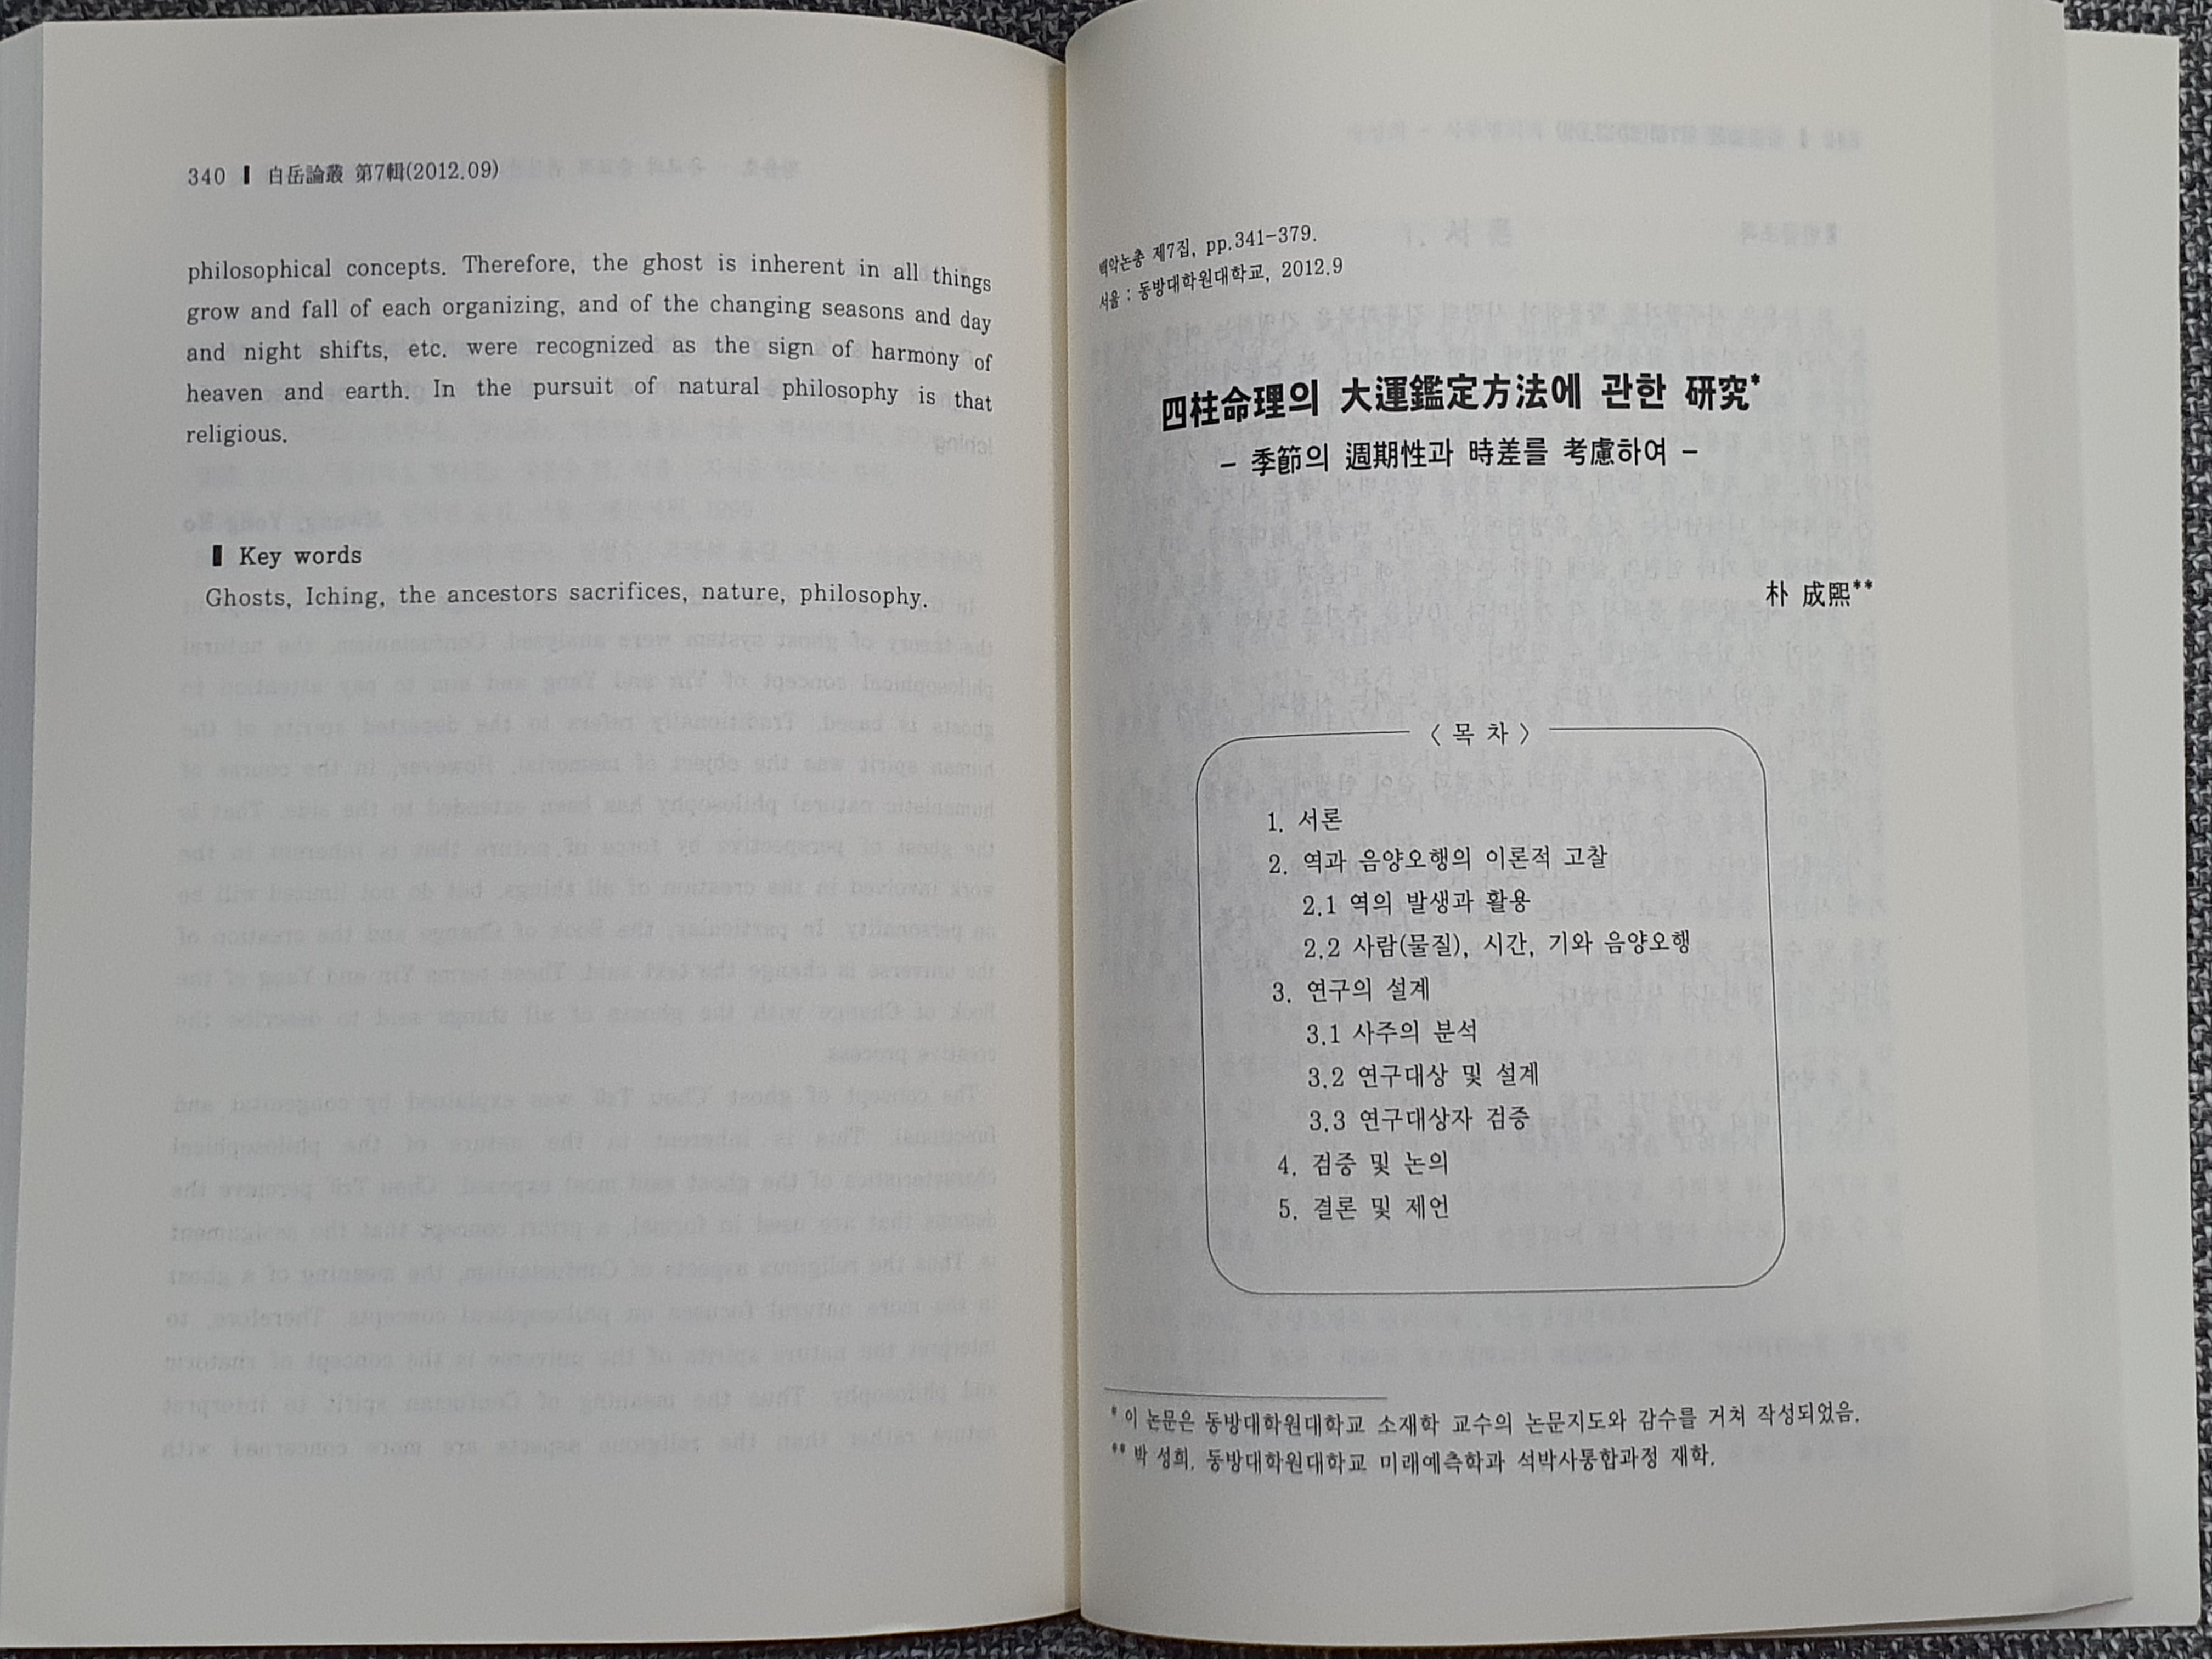 340 ▌ 白岳論叢 第7輯(2012.09)
philosophical concepts. Therefore, the ghost is inherent in all things
grow and fall of each organizing, and of the changing seasons and day
and night shifts, etc. were recognized as the sign of harmony of
heaven and earth. In the pursuit of natural philosophy is that
religious.
▌ Key words
Ghosts, Iching, the ancestors sacrifices, nature, philosophy.
백악논총 제7집, pp.341-379.
서울 : 동방대학원대학교, 2012.9
四柱命理의 大運鑑定方法에 관한 研究*
- 季節의 週期性과 時差를 考慮하여 -
朴 成熙**
〈 목 차 〉
1. 서론
2. 역과 음양오행의 이론적 고찰
2.1 역의 발생과 활용
2.2 사람(물질), 시간, 기와 음양오행
3. 연구의 설계
3.1 사주의 분석
3.2 연구대상 및 설계
3.3 연구대상자 검증
4. 검증 및 논의
5. 결론 및 제언
* 이 논문은 동방대학원대학교 소재학 교수의 논문지도와 감수를 거쳐 작성되었음.
** 박 성희, 동방대학원대학교 미래예측학과 석박사통합과정 재학.